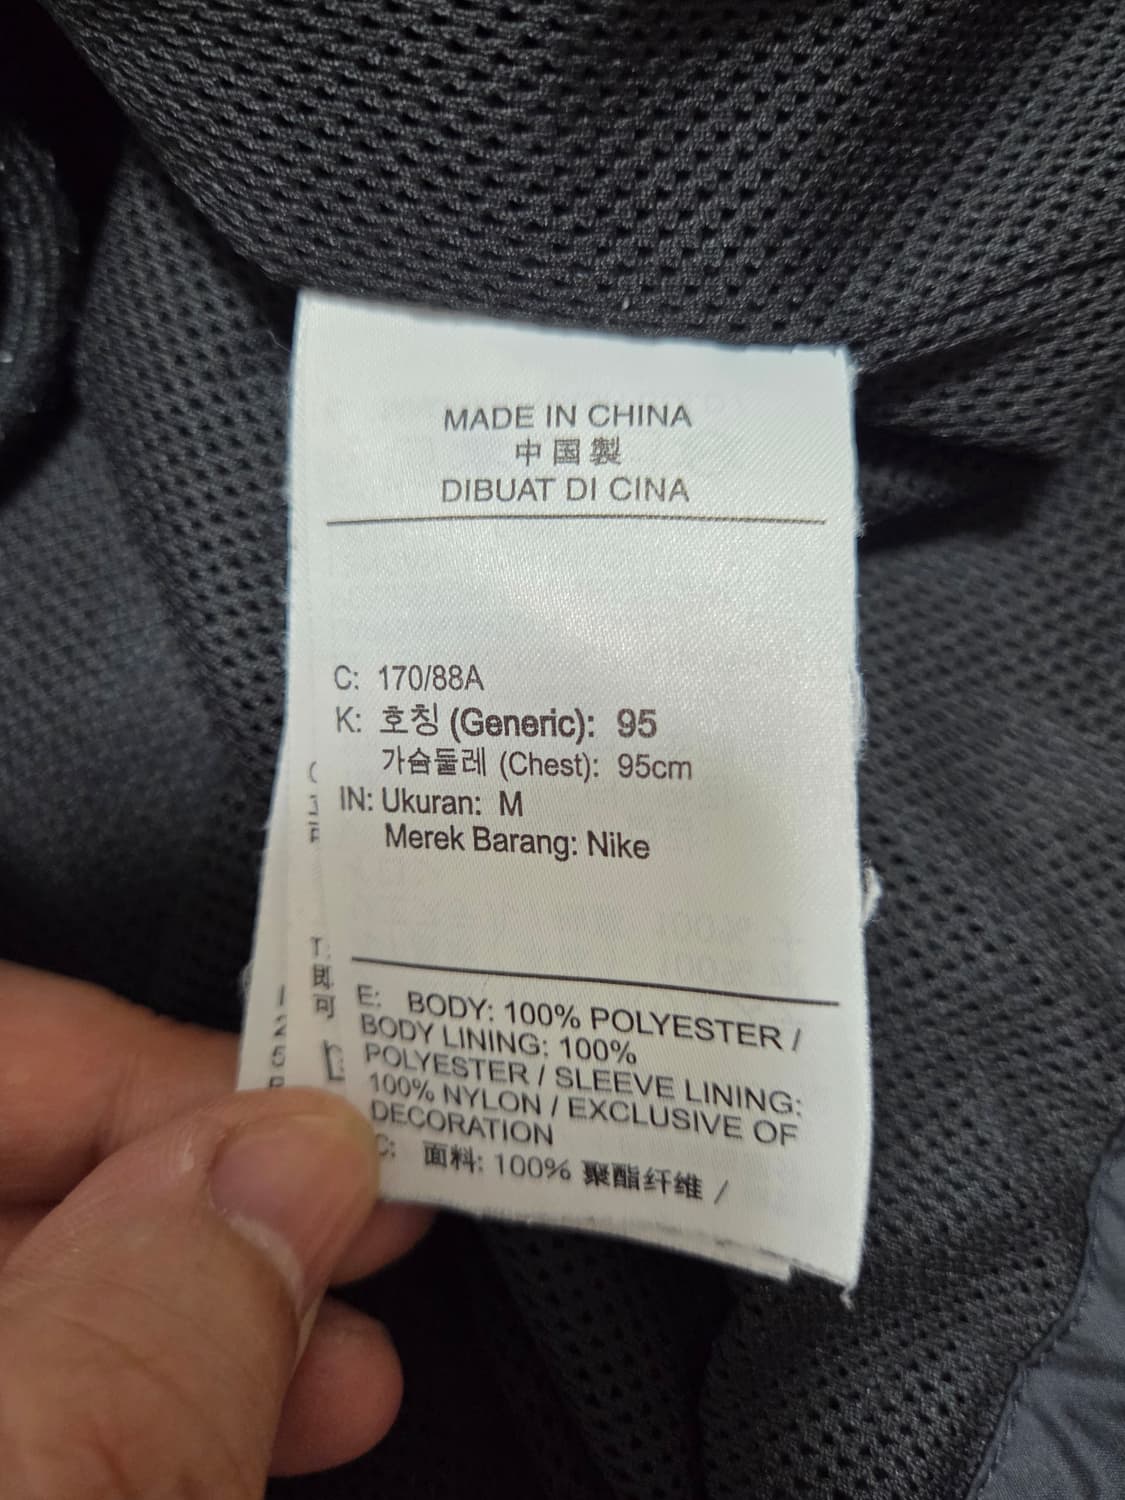 MADE IN CHINA
中国製
DIBUAT DI CINA
C: 170/88A
K: 호칭 (Generic): 95
가슴둘레 (Chest): 95cm
IN: Ukuran: M
Merek Barang: Nike
E: BODY: 100% POLYESTER /
BODY LINING: 100%
POLYESTER / SLEEVE LINING:
100% NYLON / EXCLUSIVE OF
DECORATION
C: 面料: 100% 聚酯纤维 /